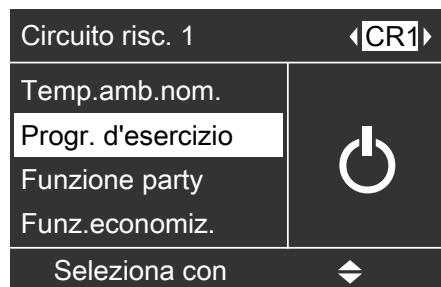 Circuito risc. 1 CR1
Temp.amb.nom.
Progr. d'esercizio
Funzione party
Funz.economiz.
Seleziona con